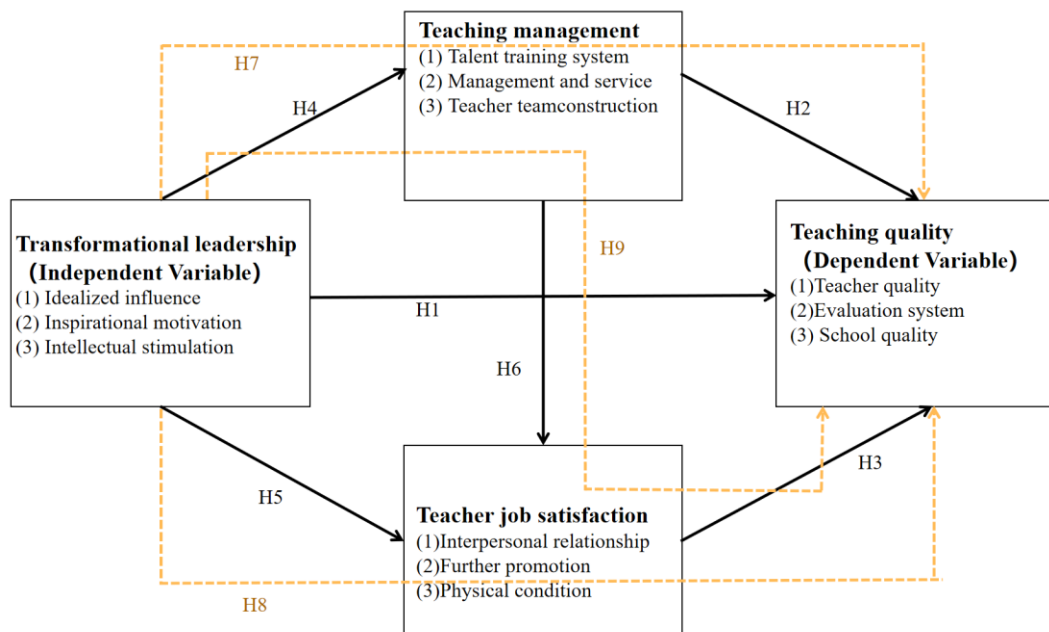 Teaching management
(1) Talent training system
(2) Management and service
(3) Teacher teamconstruction
H7
H4
H2
Transformational leadership
(Independent Variable)
(1) Idealized influence
(2) Inspirational motivation
(3) Intellectual stimulation
H9
Teaching quality
(Dependent Variable)
(1)Teacher quality
(2)Evaluation system
(3) School quality
H1
H6
H3
H5
Teacher job satisfaction
(1)Interpersonal relationship
(2)Further promotion
(3)Physical condition
H8